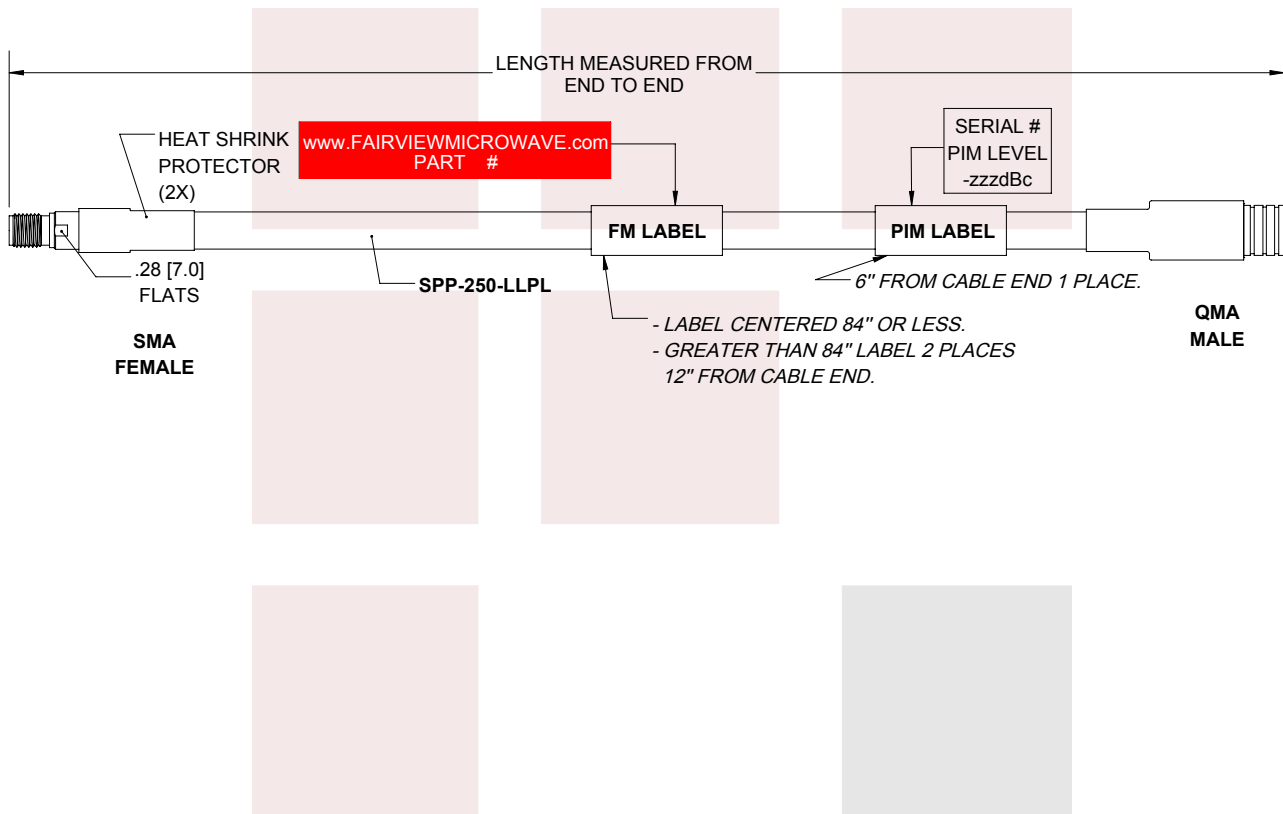 LENGTH MEASURED FROM
END TO END
HEAT SHRINK
PROTECTOR
(2X)
www.FAIRVIEWMICROWAVE.com
PART #
SERIAL #
PIM LEVEL
-zzzdBc
FM LABEL
PIM LABEL
.28 [7.0]
FLATS
SPP-250-LLPL
6" FROM CABLE END 1 PLACE.
SMA
FEMALE
- LABEL CENTERED 84" OR LESS.
- GREATER THAN 84" LABEL 2 PLACES
12" FROM CABLE END.
QMA
MALE